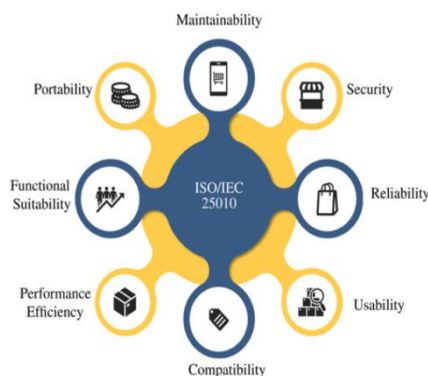 Maintainability
Portability
Security
Functional
Suitability
ISO/IEC
25010
Reliability
Performance
Efficiency
Usability
Compatibility